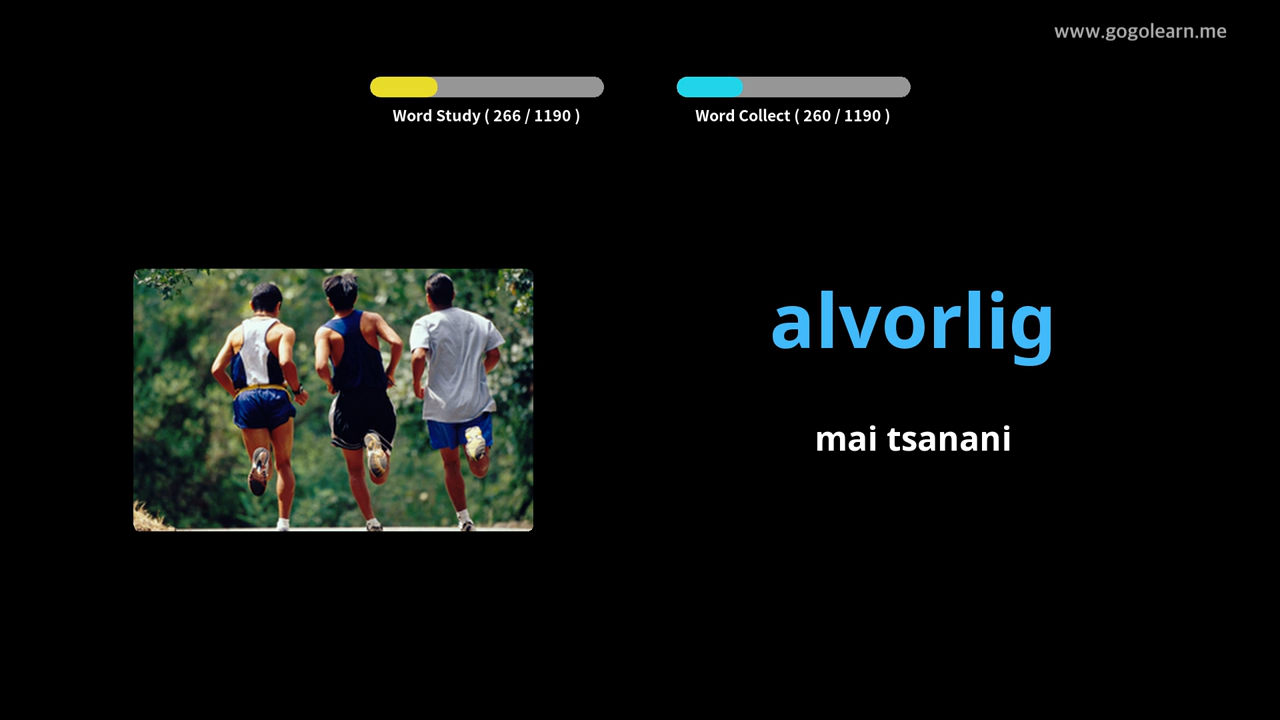 www.gogolearn.me
Word Study ( 266 / 1190 )
Word Collect ( 260 / 1190 )
alvorlig
mai tsanani